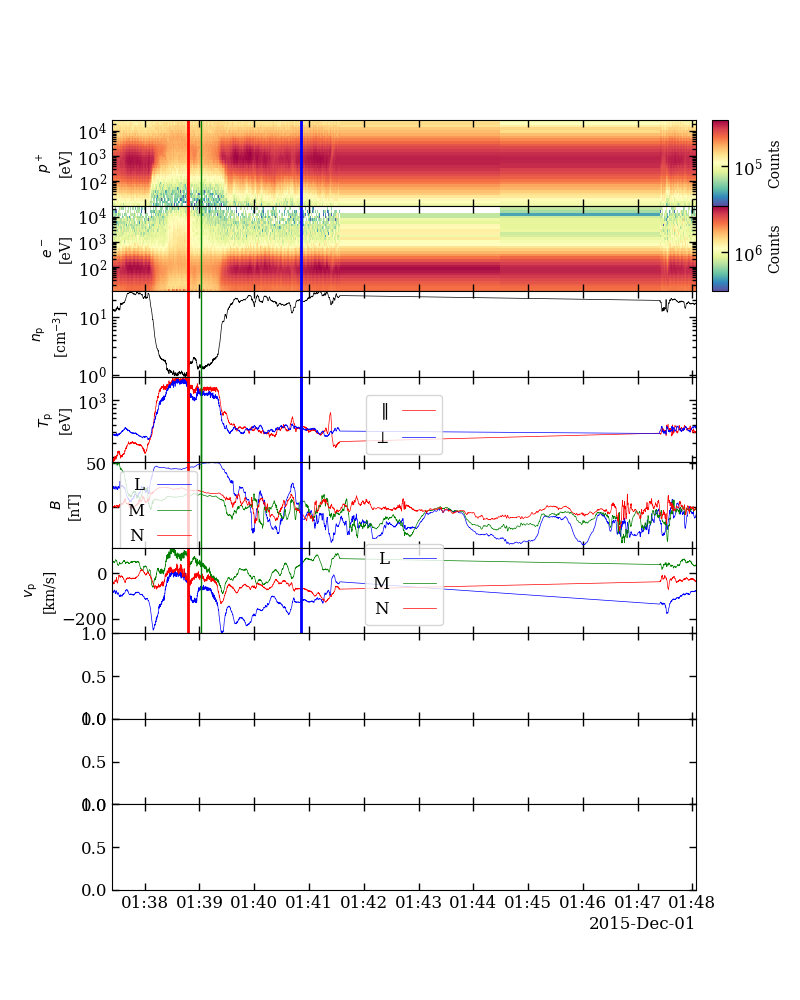 10⁴
10³
10²
p⁺
[eV]
10⁵
Counts
10⁴
10³
10²
e⁻
[eV]
10⁶
Counts
10¹
10⁰
nₚ
[cm⁻³]
10³
Tₚ
[eV]
∥
⊥
50
0
B
[nT]
L
M
N
0
−200
vₚ
[km/s]
L
M
N
1.0
0.5
0.0
1.0
0.5
0.0
1.0
0.5
0.0
01:38 01:39 01:40 01:41 01:42 01:43 01:44 01:45 01:46 01:47 01:48
2015-Dec-01